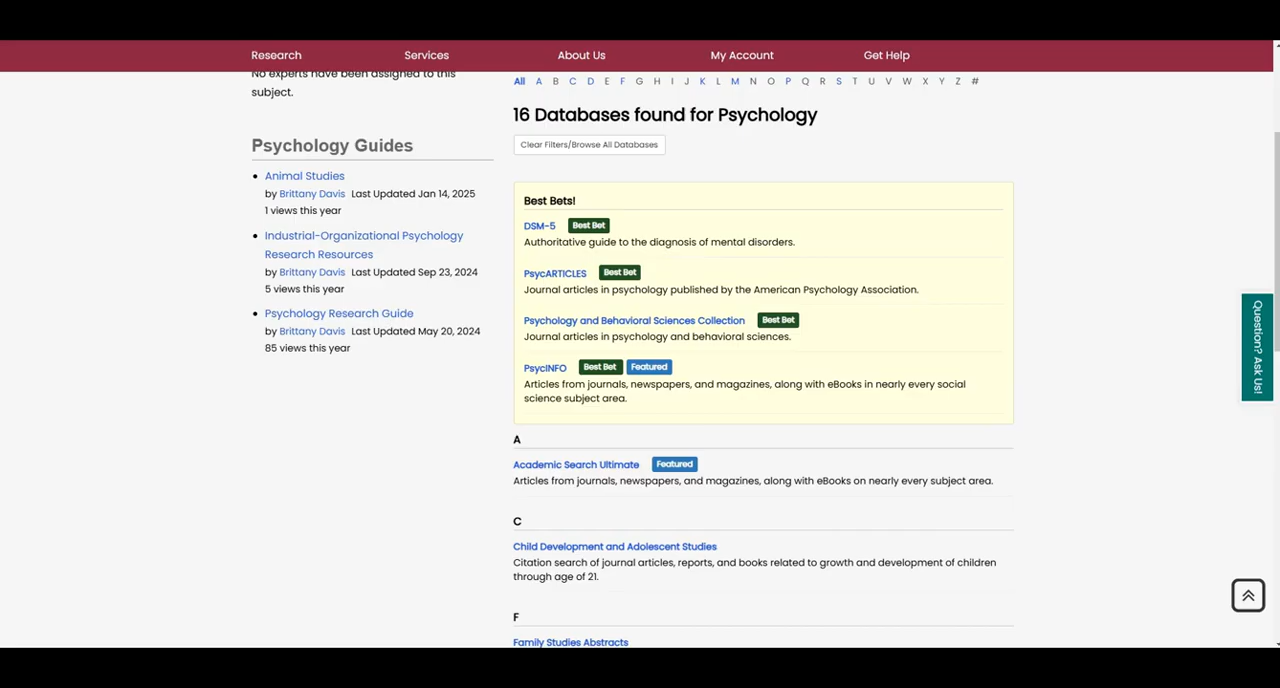 Research Services About Us My Account Get Help
No experts have been assigned to this
subject.
Psychology Guides
Animal Studies
by Brittany Davis Last Updated Jan 14, 2025
1 views this year
Industrial-Organizational Psychology
Research Resources
by Brittany Davis Last Updated Sep 23, 2024
5 views this year
Psychology Research Guide
by Brittany Davis Last Updated May 20, 2024
85 views this year
All A B C D E F G H I J K L M N O P Q R S T U V W X Y Z #
16 Databases found for Psychology
Clear Filters/Browse All Databases
Best Bets!
DSM-5 Best Bet
Authoritative guide to the diagnosis of mental disorders.
PsycARTICLES Best Bet
Journal articles in psychology published by the American Psychology Association.
Psychology and Behavioral Sciences Collection Best Bet
Journal articles in psychology and behavioral sciences.
PsycINFO Best Bet Featured
Articles from journals, newspapers, and magazines, along with eBooks in nearly every social
science subject area.
A
Academic Search Ultimate Featured
Articles from journals, newspapers, and magazines, along with eBooks on nearly every subject area.
C
Child Development and Adolescent Studies
Citation search of journal articles, reports, and books related to growth and development of children
through age of 21.
F
Family Studies Abstracts
Question? Ask Us!